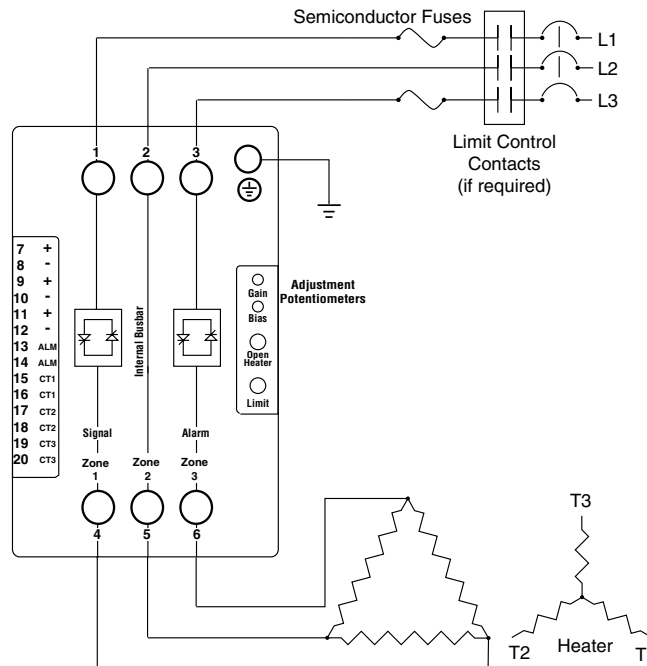 Semiconductor Fuses
L1
L2
L3
Limit Control
Contacts
(if required)
1
2
3
7 +
8 -
9 +
10 -
11 +
12 -
13 ALM
14 ALM
15 CT1
16 CT1
17 CT2
18 CT2
19 CT3
20 CT3
Internal Busbar
Gain
Bias
Open
Heater
Limit
Adjustment
Potentiometers
Signal
Alarm
Zone
1
Zone
2
Zone
3
4
5
6
T3
T2
Heater
T